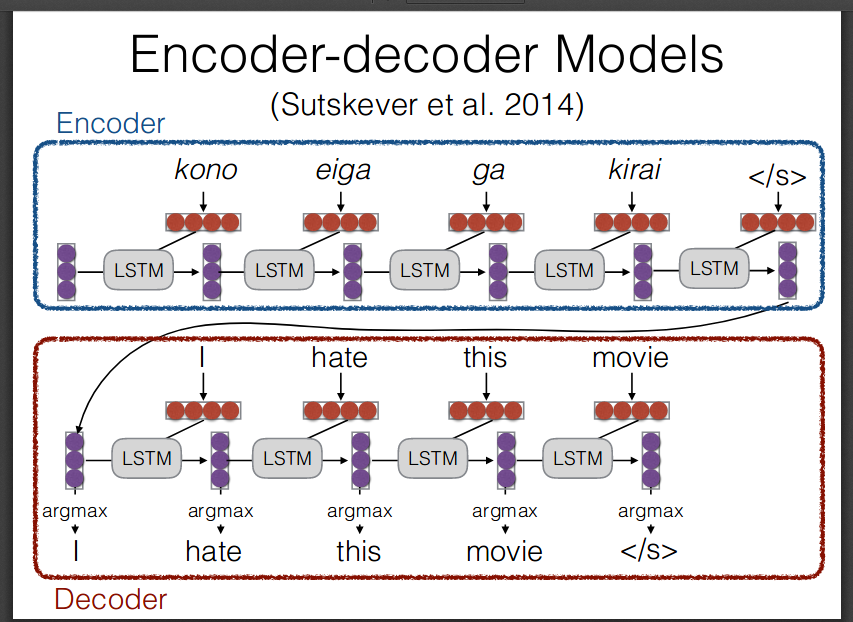 Encoder-decoder Models
(Sutskever et al. 2014)
Encoder
kono eiga ga kirai </s>
LSTM LSTM LSTM LSTM LSTM
I hate this movie
LSTM LSTM LSTM LSTM
argmax argmax argmax argmax argmax
I hate this movie </s>
Decoder